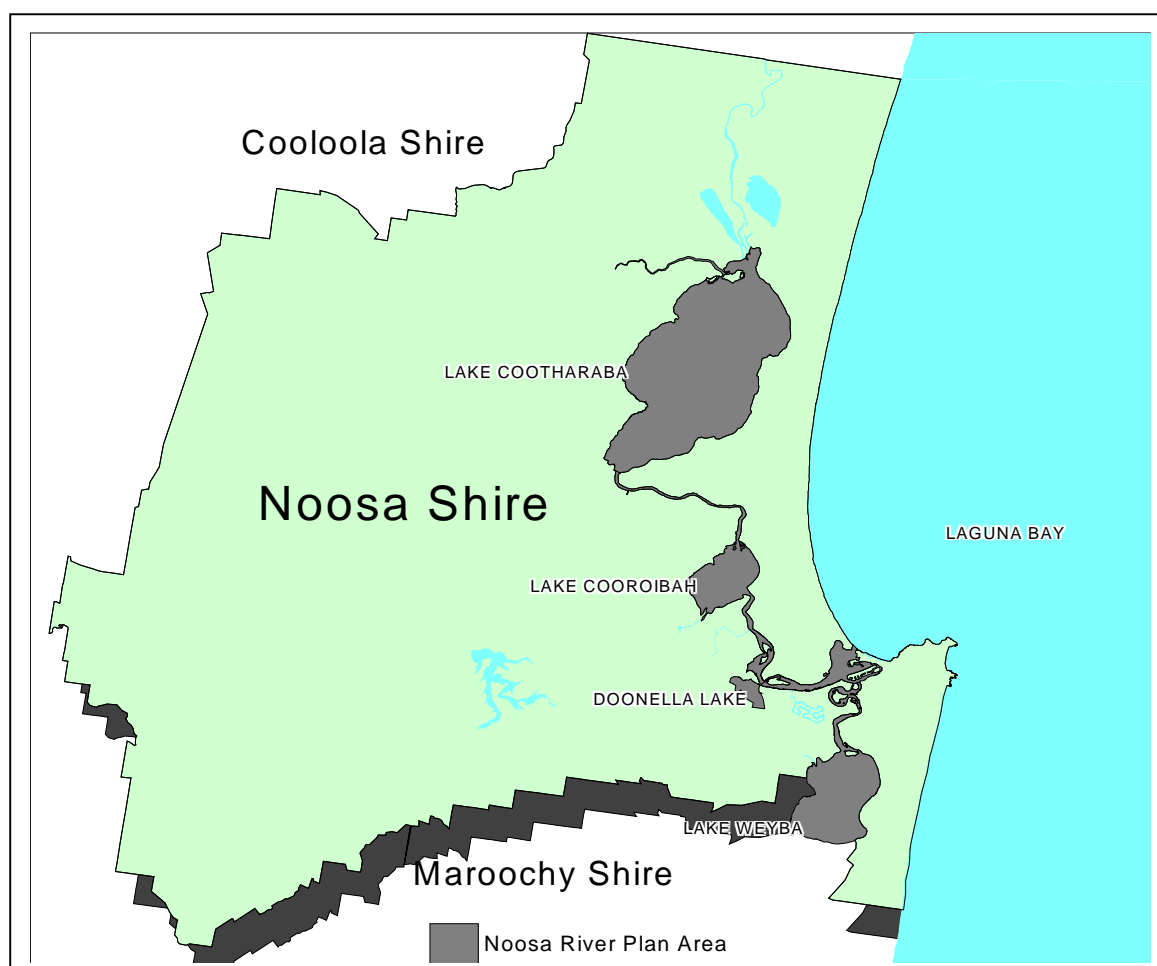 Cooloola Shire
LAKE COOTHARABA
Noosa Shire
LAGUNA BAY
LAKE COOROIBAH
DOONELLA LAKE
LAKE WEYBA
Maroochy Shire
Noosa River Plan Area